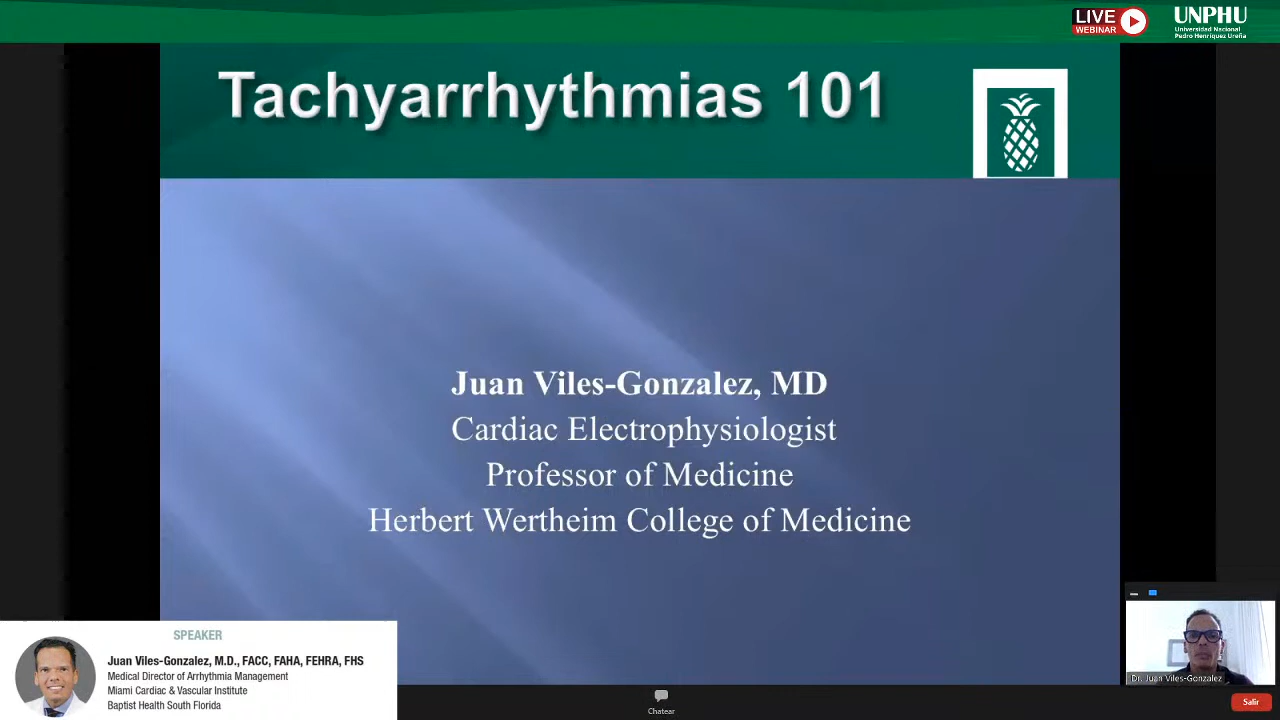 LIVE
WEBINAR
UNPHU
Universidad Nacional
Pedro Henríquez Ureña
Tachyarrhythmias 101
Juan Viles-Gonzalez, MD
Cardiac Electrophysiologist
Professor of Medicine
Herbert Wertheim College of Medicine
SPEAKER
Juan Viles-Gonzalez, M.D., FACC, FAHA, FEHRA, FHS
Medical Director of Arrhythmia Management
Miami Cardiac & Vascular Institute
Baptist Health South Florida
Dr. Juan Viles-Gonzalez
Chatear
Salir